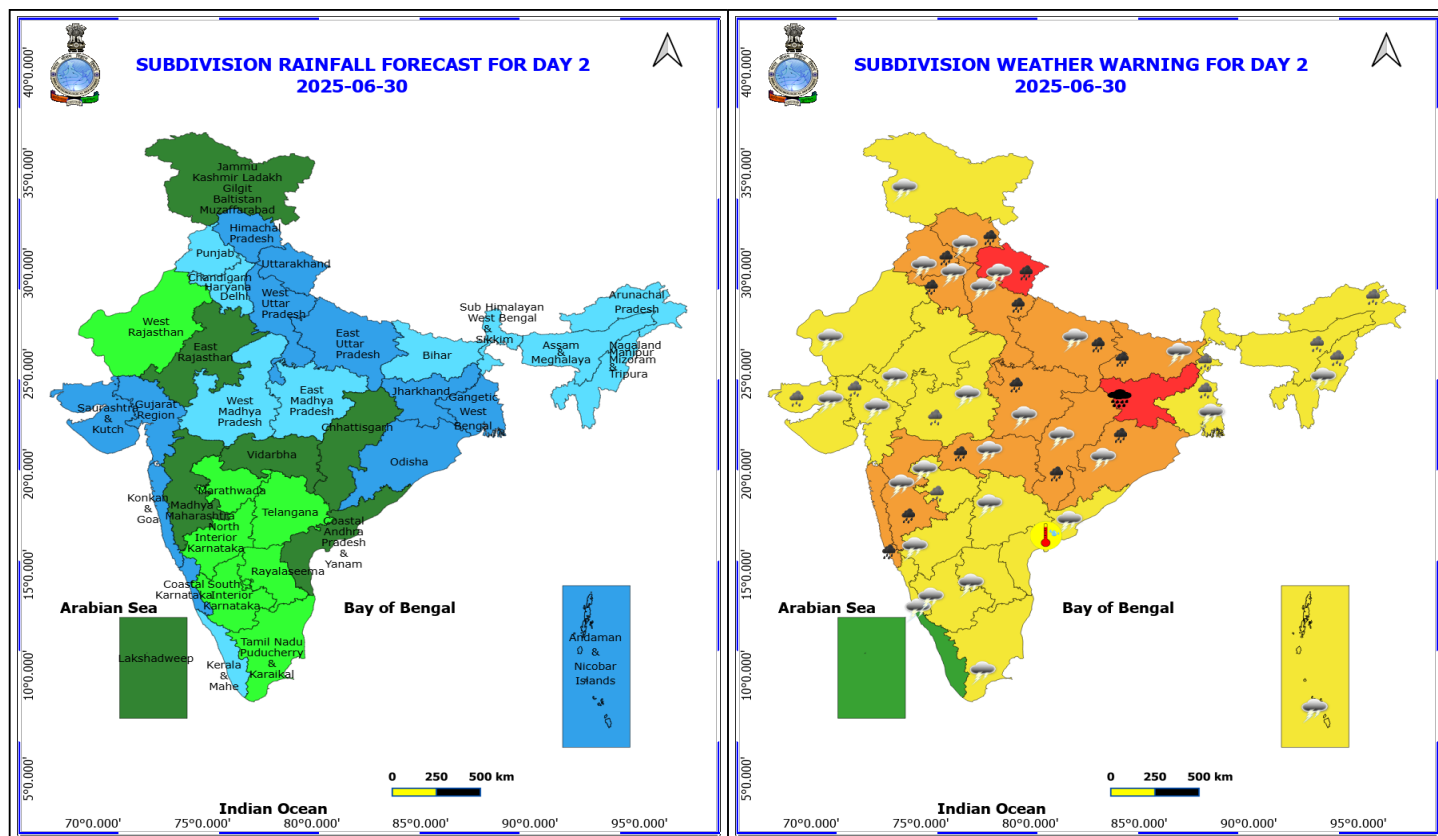 SUBDIVISION RAINFALL FORECAST FOR DAY 2
2025-06-30
40°0.000'
35°0.000'
30°0.000'
25°0.000'
20°0.000'
15°0.000'
10°0.000'
5°0.000'
Jammu
Kashmir Ladakh
Gilgit
Baltistan
Muzaffarabad
Himachal
Pradesh
Punjab
Uttarakhand
Chandigarh
Haryana
Delhi
West
Uttar
Pradesh
West
Rajasthan
East
Rajasthan
East
Uttar
Pradesh
Bihar
Sub Himalayan
West Bengal
&
Sikkim
Arunachal
Pradesh
Assam
&
Meghalaya
Nagaland
Manipur
Mizoram
&
Tripura
Saurashtra
&
Kutch
Gujarat
Region
West
Madhya
Pradesh
East
Madhya
Pradesh
Jharkhand
Gangetic
West
Bengal
Chhattisgarh
Vidarbha
Odisha
Konkan
&
Goa
Madhya
Maharashtra
Marathwada
Telangana
North
Interior
Karnataka
Coastal
Andhra
Pradesh
&
Yanam
Rayalaseema
Coastal
Karnataka
South
Interior
Karnataka
Tamil Nadu
Puducherry
&
Karaikal
Kerala
&
Mahe
Arabian Sea
Bay of Bengal
Lakshadweep
Andaman
&
Nicobar
Islands
0 250 500 km
Indian Ocean
70°0.000' 75°0.000' 80°0.000' 85°0.000' 90°0.000' 95°0.000'
SUBDIVISION WEATHER WARNING FOR DAY 2
2025-06-30
40°0.000'
35°0.000'
30°0.000'
25°0.000'
20°0.000'
15°0.000'
10°0.000'
5°0.000'
Arabian Sea
Bay of Bengal
0 250 500 km
Indian Ocean
70°0.000' 75°0.000' 80°0.000' 85°0.000' 90°0.000' 95°0.000'